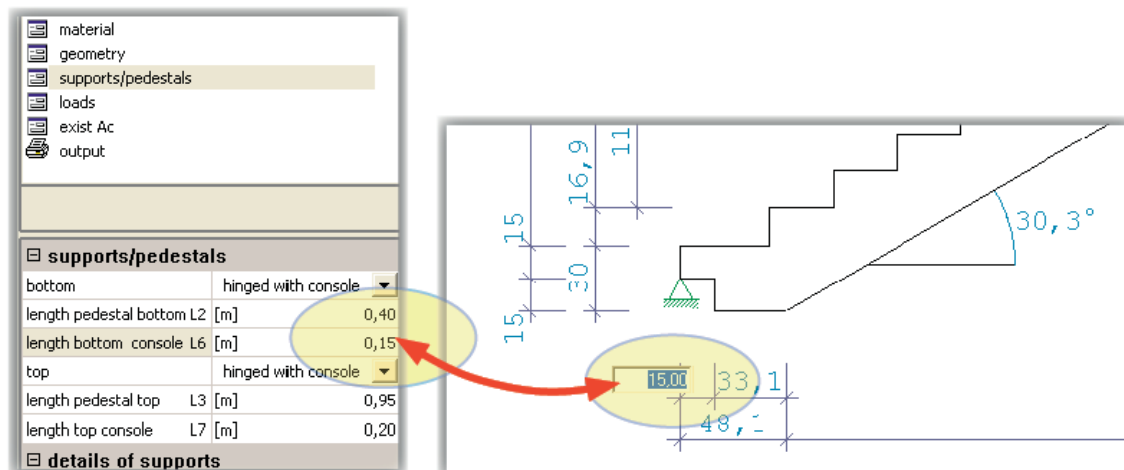 material
geometry
supports/pedestals
loads
exist Ac
output
supports/pedestals
bottom hinged with console
length pedestal bottom L2 [m] 0,40
length bottom console L6 [m] 0,15
top hinged with console
length pedestal top L3 [m] 0,95
length top console L7 [m] 0,20
details of supports
11
16,9
15
30
15
30,3°
15,00 33,1
48,1